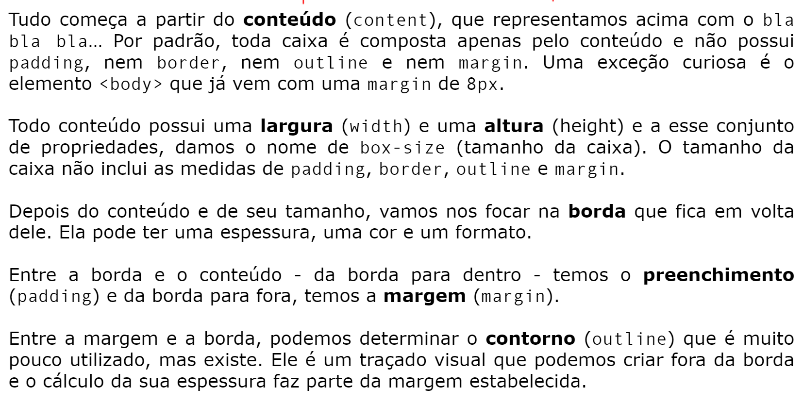 Tudo começa a partir do conteúdo (content), que representamos acima com o bla
bla bla… Por padrão, toda caixa é composta apenas pelo conteúdo e não possui
padding, nem border, nem outline e nem margin. Uma exceção curiosa é o
elemento <body> que já vem com uma margin de 8px.
Todo conteúdo possui uma largura (width) e uma altura (height) e a esse conjunto
de propriedades, damos o nome de box-size (tamanho da caixa). O tamanho da
caixa não inclui as medidas de padding, border, outline e margin.
Depois do conteúdo e de seu tamanho, vamos nos focar na borda que fica em volta
dele. Ela pode ter uma espessura, uma cor e um formato.
Entre a borda e o conteúdo - da borda para dentro - temos o preenchimento
(padding) e da borda para fora, temos a margem (margin).
Entre a margem e a borda, podemos determinar o contorno (outline) que é muito
pouco utilizado, mas existe. Ele é um traçado visual que podemos criar fora da borda
e o cálculo da sua espessura faz parte da margem estabelecida.